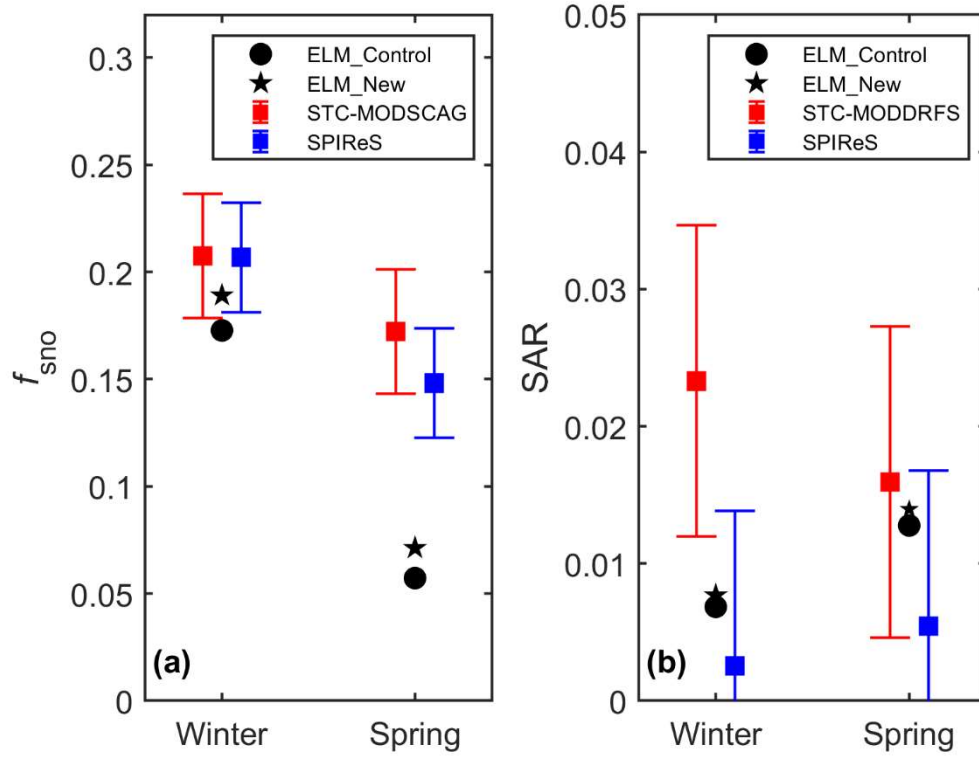 0.3
0.25
0.2
0.15
0.1
0.05
0
fsno
Winter
Spring
(a)
ELM_Control
ELM_New
STC-MODSCAG
SPIReS
0.05
0.04
0.03
0.02
0.01
0
SAR
Winter
Spring
(b)
ELM_Control
ELM_New
STC-MODDRFS
SPIReS